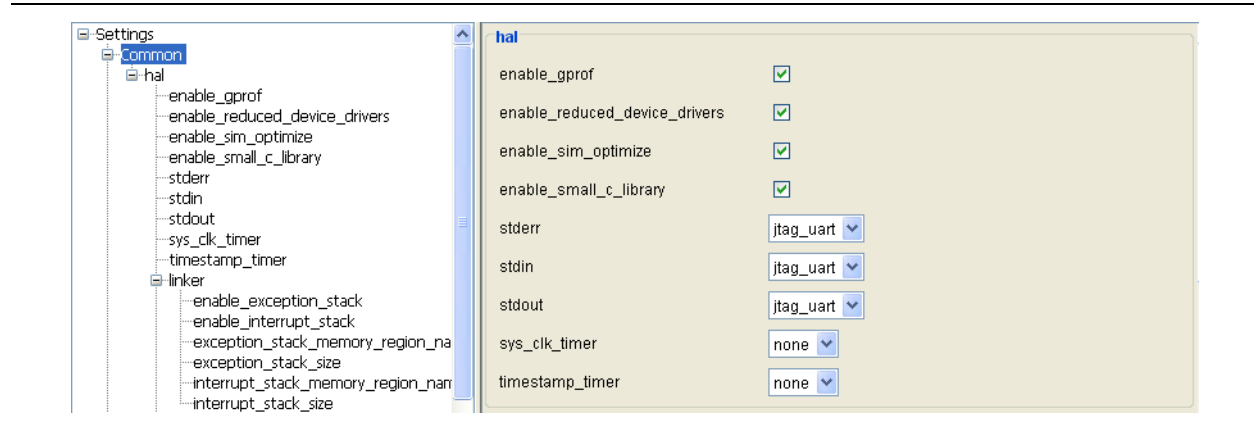 Settings
Common
hal
enable_gprof
enable_reduced_device_drivers
enable_sim_optimize
enable_small_c_library
stderr
stdin
stdout
sys_clk_timer
timestamp_timer
linker
enable_exception_stack
enable_interrupt_stack
exception_stack_memory_region_na
exception_stack_size
interrupt_stack_memory_region_nam
interrupt_stack_size
hal
enable_gprof
enable_reduced_device_drivers
enable_sim_optimize
enable_small_c_library
stderr jtag_uart
stdin jtag_uart
stdout jtag_uart
sys_clk_timer none
timestamp_timer none